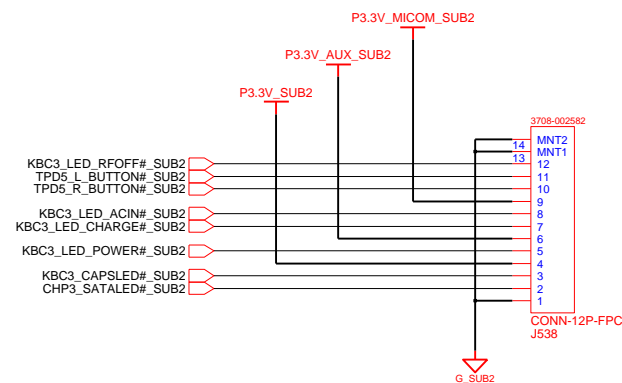 P3.3V_MICOM_SUB2
P3.3V_AUX_SUB2
P3.3V_SUB2
3708-002582
MNT2
14
MNT1
13
KBC3_LED_RFOFF#_SUB2
12
TPD5_L_BUTTON#_SUB2
11
TPD5_R_BUTTON#_SUB2
10
9
KBC3_LED_ACIN#_SUB2
8
KBC3_LED_CHARGE#_SUB2
7
6
KBC3_LED_POWER#_SUB2
5
4
KBC3_CAPSLED#_SUB2
3
CHP3_SATALED#_SUB2
2
1
CONN-12P-FPC
J538
G_SUB2